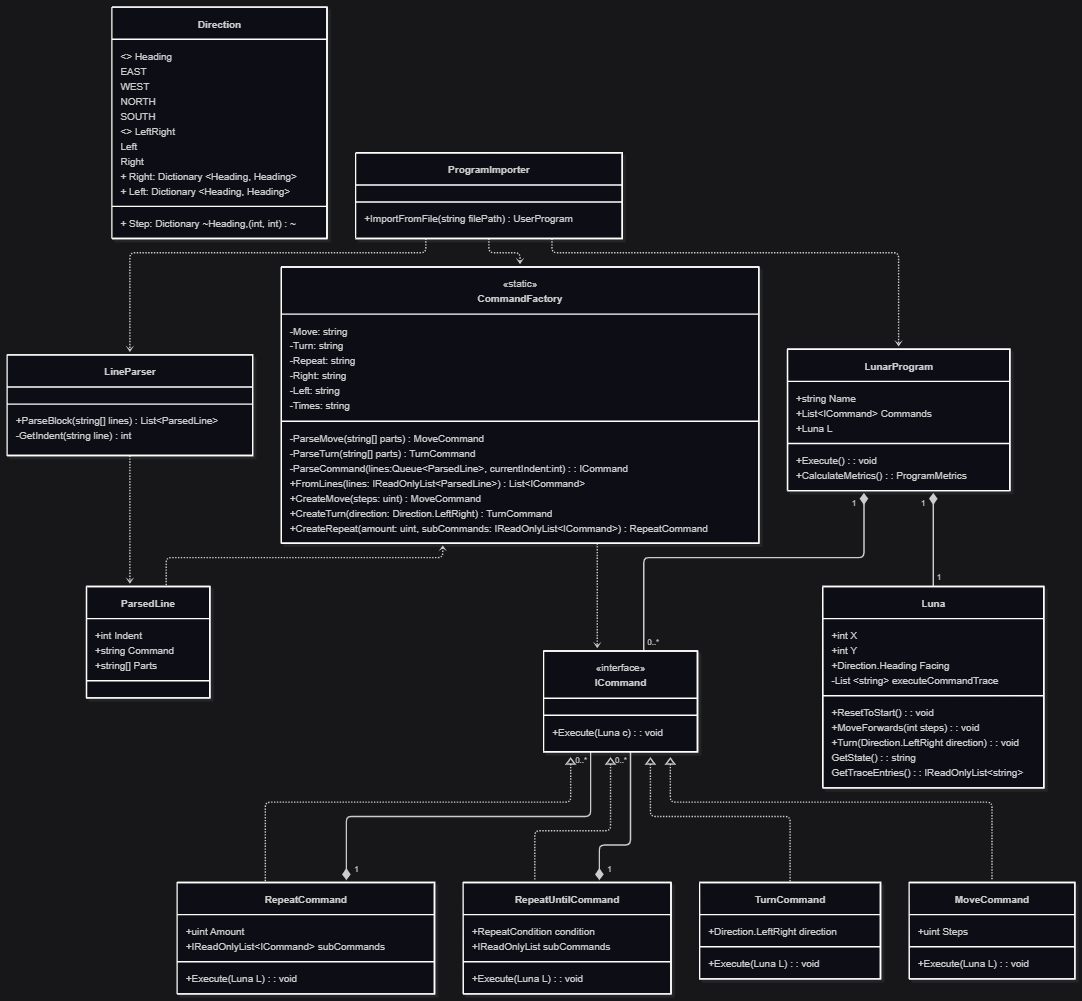 Direction
<> Heading
EAST
WEST
NORTH
SOUTH
<> LeftRight
Left
Right
+ Right: Dictionary <Heading, Heading>
+ Left: Dictionary <Heading, Heading>
+ Step: Dictionary ~Heading,(int, int) : ~
ProgramImporter
+ImportFromFile(string filePath) : UserProgram
«static»
CommandFactory
-Move: string
-Turn: string
-Repeat: string
-Right: string
-Left: string
-Times: string
-ParseMove(string[] parts) : MoveCommand
-ParseTurn(string[] parts) : TurnCommand
-ParseCommand(lines:Queue<ParsedLine>, currentIndent:int) : : ICommand
+FromLines(lines: IReadOnlyList<ParsedLine>) : List<ICommand>
+CreateMove(steps: uint) : MoveCommand
+CreateTurn(direction: Direction.LeftRight) : TurnCommand
+CreateRepeat(amount: uint, subCommands: IReadOnlyList<ICommand>) : RepeatCommand
LineParser
+ParseBlock(string[] lines) : List<ParsedLine>
-GetIndent(string line) : int
LunarProgram
+string Name
+List<ICommand> Commands
+Luna L
+Execute() : : void
+CalculateMetrics() : : ProgramMetrics
1
1
1
0..*
ParsedLine
+int Indent
+string Command
+string[] Parts
Luna
+int X
+int Y
+Direction.Heading Facing
-List <string> executeCommandTrace
+ResetToStart() : : void
+MoveForwards(int steps) : : void
+Turn(Direction.LeftRight direction) : : void
GetState() : : string
GetTraceEntries() : : IReadOnlyList<string>
«interface»
ICommand
+Execute(Luna c) : : void
0..*
0..*
1
1
RepeatCommand
+uint Amount
+IReadOnlyList<ICommand> subCommands
+Execute(Luna L) : : void
RepeatUntilCommand
+RepeatCondition condition
+IReadOnlyList subCommands
+Execute(Luna L) : : void
TurnCommand
+Direction.LeftRight direction
+Execute(Luna L) : : void
MoveCommand
+uint Steps
+Execute(Luna L) : : void